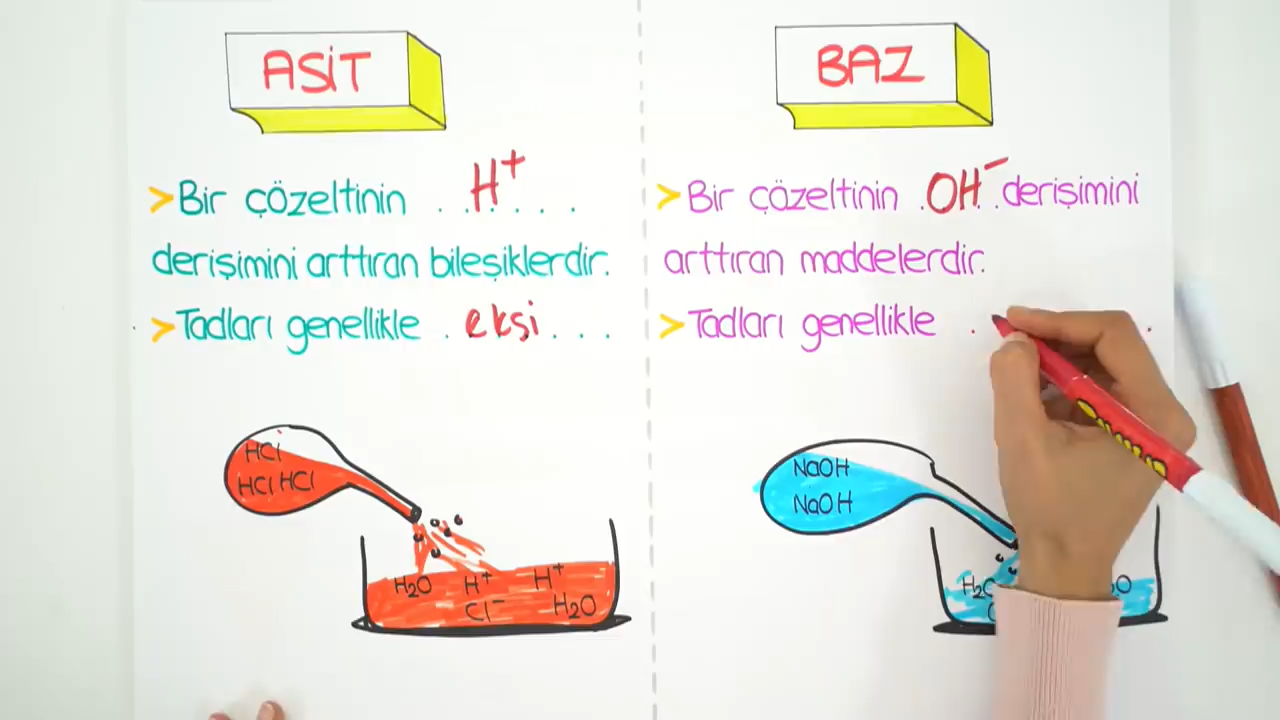 ASİT
> Bir çözeltinin . H⁺ . . .
derişimini arttıran bileşiklerdir.
> Tadları genellikle . ekşi . . .
HCl
HCl HCl
H₂O H⁺ H⁺
Cl⁻ H₂O
BAZ
> Bir çözeltinin . OH⁻ . derişimini
arttıran maddelerdir.
> Tadları genellikle . .
NaOH
NaOH